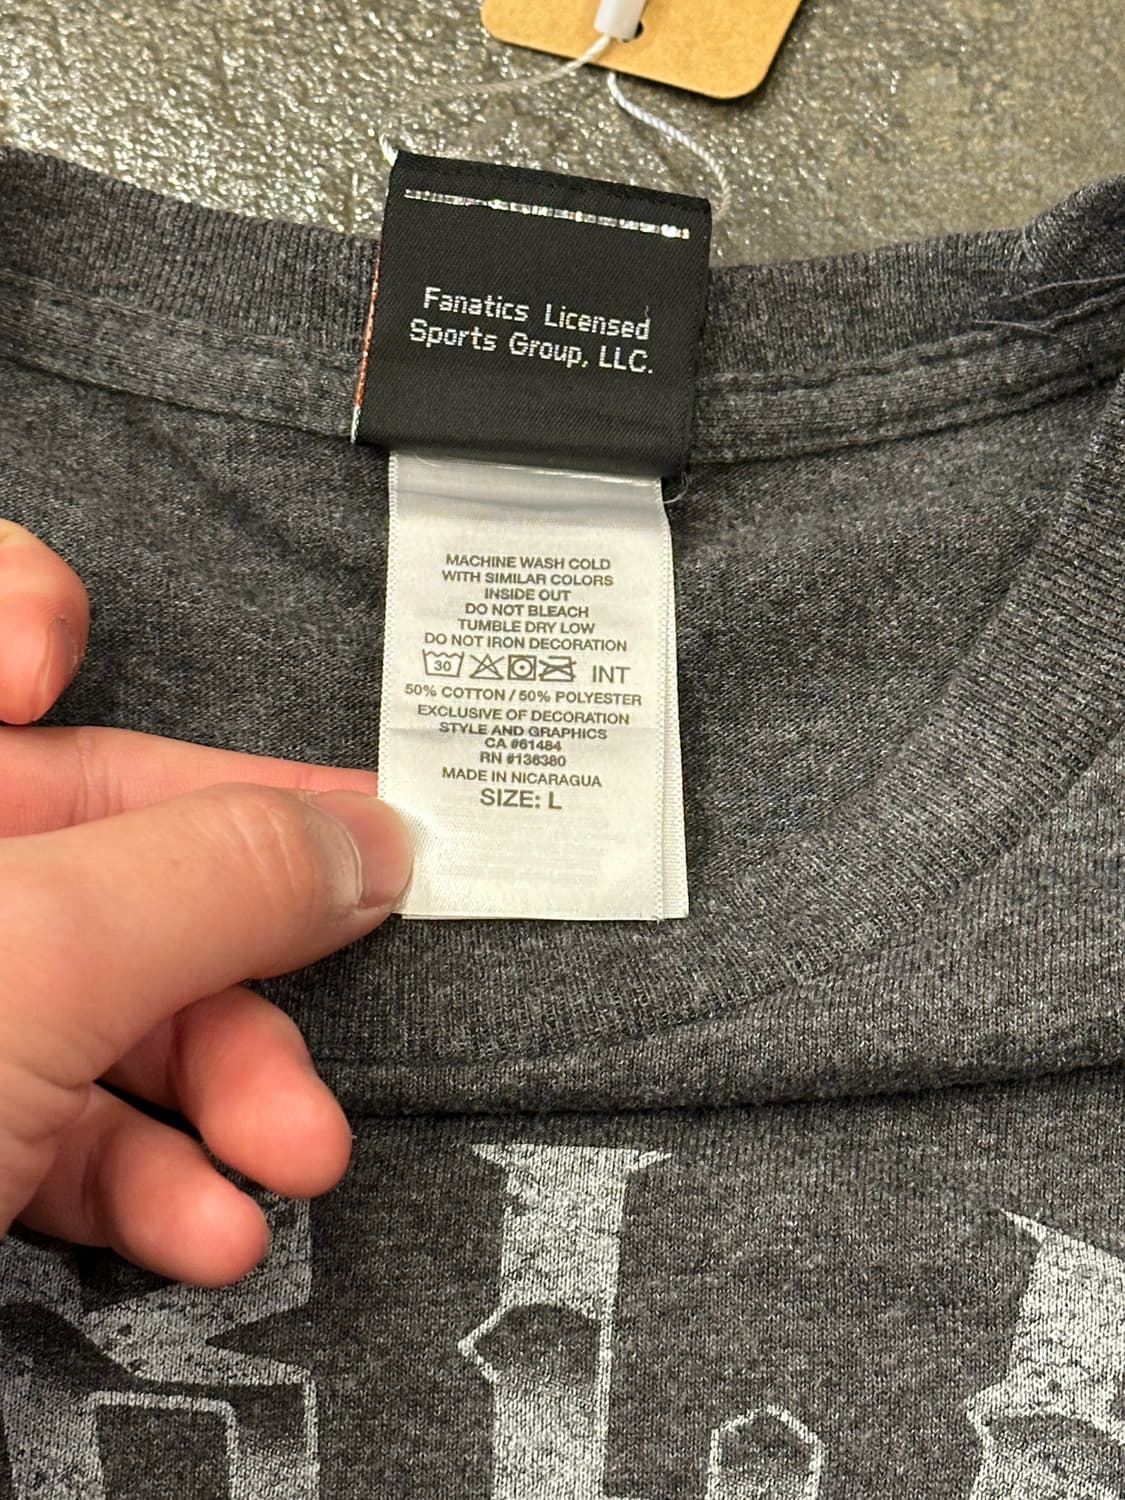 Fanatics Licensed
Sports Group, LLC.
MACHINE WASH COLD
WITH SIMILAR COLORS
INSIDE OUT
DO NOT BLEACH
TUMBLE DRY LOW
DO NOT IRON DECORATION
30 INT
50% COTTON / 50% POLYESTER
EXCLUSIVE OF DECORATION
STYLE AND GRAPHICS
CA #61484
RN #136380
MADE IN NICARAGUA
SIZE: L